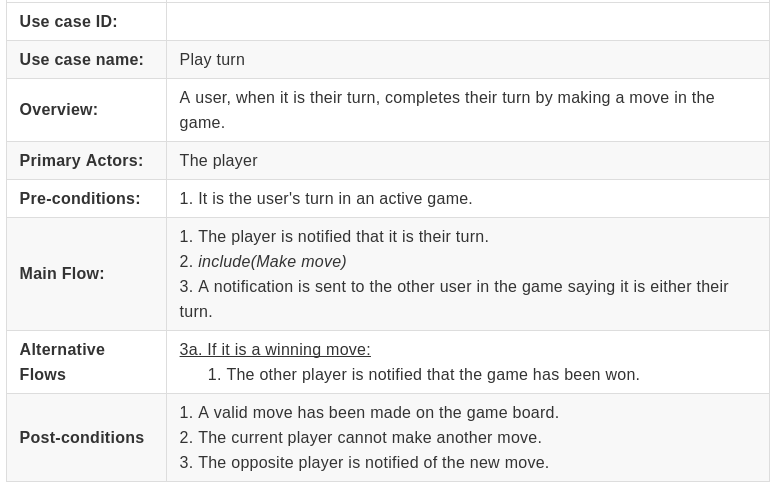 Use case ID:
Use case name: Play turn
Overview: A user, when it is their turn, completes their turn by making a move in the
game.
Primary Actors: The player
Pre-conditions: 1. It is the user's turn in an active game.
Main Flow: 1. The player is notified that it is their turn.
2. include(Make move)
3. A notification is sent to the other user in the game saying it is either their
turn.
Alternative
Flows
3a. If it is a winning move:
1. The other player is notified that the game has been won.
Post-conditions 1. A valid move has been made on the game board.
2. The current player cannot make another move.
3. The opposite player is notified of the new move.